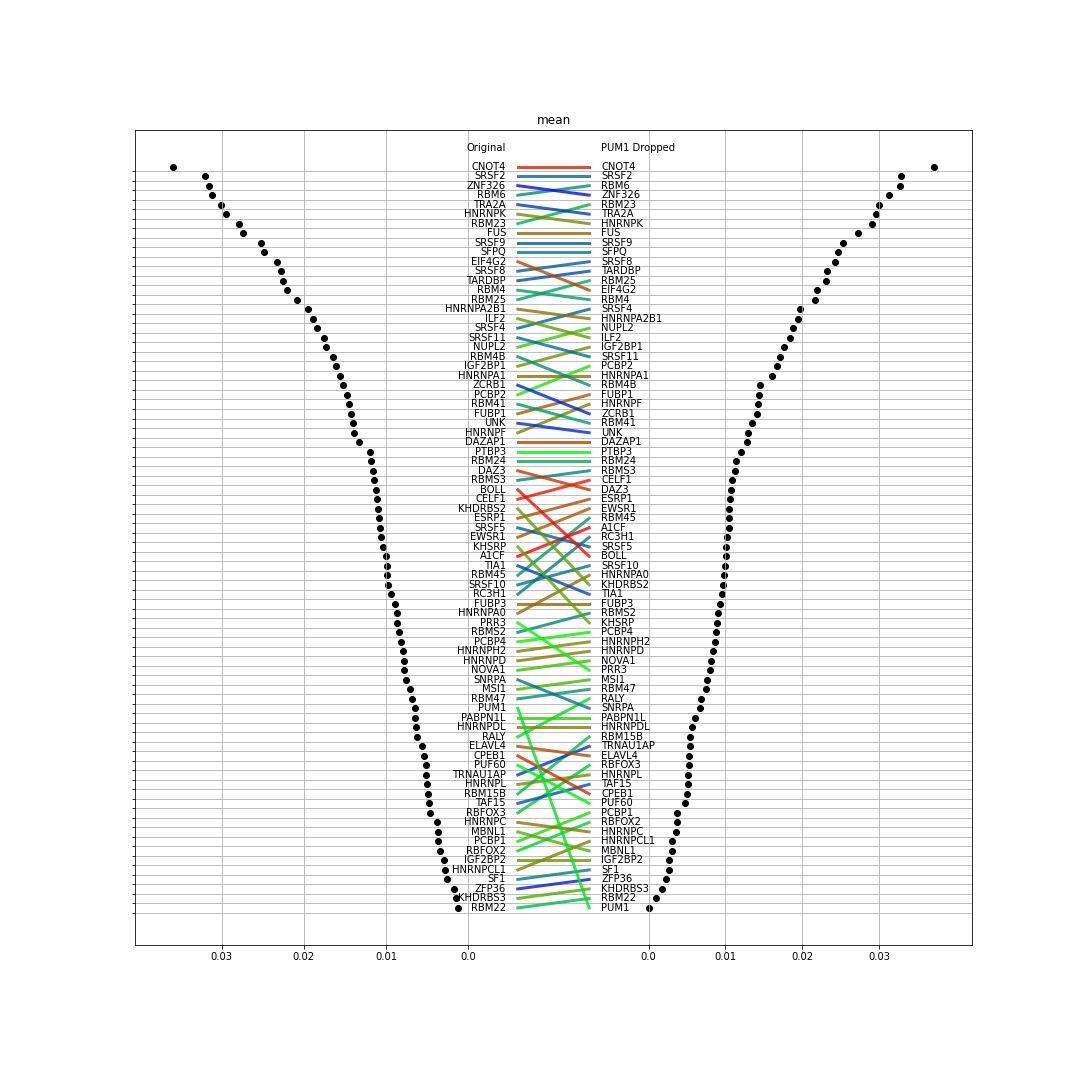 mean
Original PUM1 Dropped
CNOT4 CNOT4
SRSF2 SRSF2
ZNF326 RBM6
RBM6 ZNF326
TRA2A RBM23
HNRNPK TRA2A
RBM23 HNRNPK
FUS FUS
SRSF9 SRSF9
SFPQ SFPQ
EIF4G2 SRSF8
SRSF8 TARDBP
TARDBP RBM25
RBM4 EIF4G2
RBM25 RBM4
HNRNPA2B1 SRSF4
ILF2 HNRNPA2B1
SRSF4 NUPL2
SRSF11 ILF2
NUPL2 IGF2BP1
RBM4B SRSF11
IGF2BP1 PCBP2
HNRNPA1 HNRNPA1
ZCRB1 RBM4B
PCBP2 FUBP1
RBM41 HNRNPF
FUBP1 ZCRB1
UNK RBM41
HNRNPF UNK
DAZAP1 DAZAP1
PTBP3 PTBP3
RBM24 RBM24
DAZ3 RBMS3
RBMS3 CELF1
BOLL DAZ3
CELF1 ESRP1
KHDRBS2 EWSR1
ESRP1 RBM45
SRSF5 A1CF
EWSR1 RC3H1
KHSRP SRSF5
A1CF BOLL
TIA1 SRSF10
RBM45 HNRNPA0
SRSF10 KHDRBS2
RC3H1 TIA1
FUBP3 FUBP3
HNRNPA0 RBMS2
PRR3 KHSRP
RBMS2 PCBP4
PCBP4 HNRNPH2
HNRNPH2 HNRNPD
HNRNPD NOVA1
NOVA1 PRR3
SNRPA MSI1
MSI1 RBM47
RBM47 RALY
PUM1 SNRPA
PABPN1L PABPN1L
HNRNPDL HNRNPDL
RALY RBM15B
ELAVL4 TRNAU1AP
CPEB1 ELAVL4
PUF60 RBFOX3
TRNAU1AP HNRNPL
HNRNPL TAF15
RBM15B CPEB1
TAF15 PUF60
RBFOX3 PCBP1
HNRNPC RBFOX2
MBNL1 HNRNPC
PCBP1 HNRNPCL1
RBFOX2 MBNL1
IGF2BP2 IGF2BP2
HNRNPCL1 SF1
SF1 ZFP36
ZFP36 KHDRBS3
KHDRBS3 RBM22
RBM22 PUM1
0.03 0.02 0.01 0.0 0.0 0.01 0.02 0.03